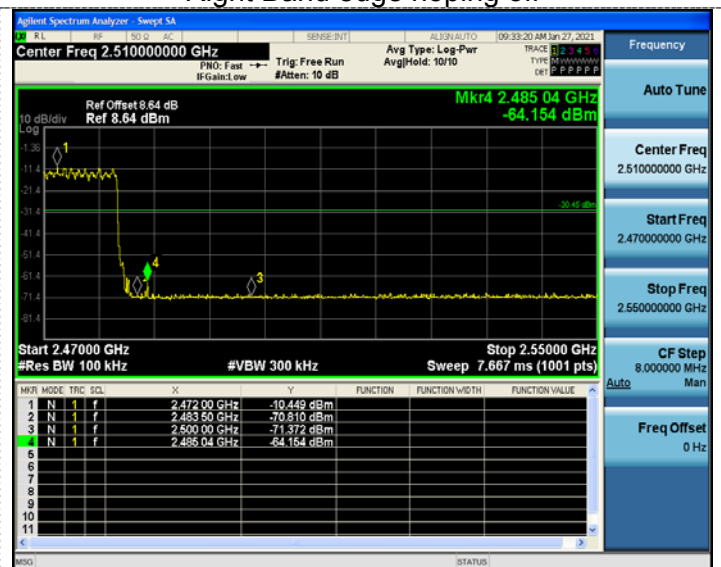 Right Band edge hoping off
Agilent Spectrum Analyzer - Swept SA
RL RF 50 Ω AC SENSE:INT ALIGNAUTO 09:33:20 AM Jan 27, 2021
Center Freq 2.510000000 GHz
PNO: Fast
IFGain:Low
Trig: Free Run
#Atten: 10 dB
Avg Type: Log-Pwr
Avg|Hold: 10/10
TRACE 1 2 3 4 5 6
TYPE M
DET P P P P P P
Frequency
Auto Tune
Center Freq
2.510000000 GHz
Start Freq
2.470000000 GHz
Stop Freq
2.550000000 GHz
CF Step
8.000000 MHz
Auto Man
Freq Offset
0 Hz
Ref Offset 8.64 dB
10 dB/div Ref 8.64 dBm
Log
Mkr4 2.485 04 GHz
-64.154 dBm
-1.36
-11.4
-21.4
-31.4
-41.4
-51.4
-61.4
-71.4
-81.4
-30.45 dBm
1
4
3
Start 2.47000 GHz Stop 2.55000 GHz
#Res BW 100 kHz #VBW 300 kHz Sweep 7.667 ms (1001 pts)
MKR MODE TRC SCL X Y FUNCTION FUNCTION WIDTH FUNCTION VALUE
1 N 1 f 2.472 00 GHz -10.449 dBm
2 N 1 f 2.483 50 GHz -70.810 dBm
3 N 1 f 2.500 00 GHz -71.372 dBm
4 N 1 f 2.485 04 GHz -64.154 dBm
5
6
7
8
9
10
11
MSG STATUS